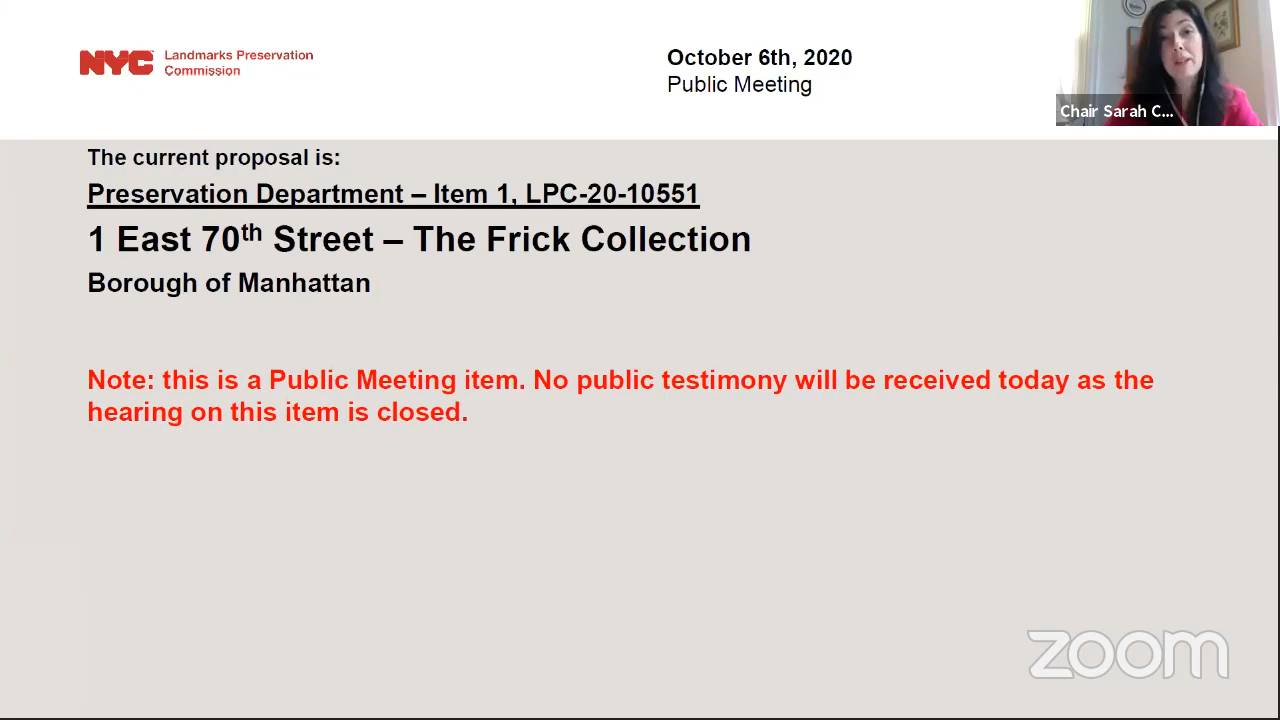 NYC Landmarks Preservation
Commission
October 6th, 2020
Public Meeting
Chair Sarah C...
The current proposal is:
Preservation Department – Item 1, LPC-20-10551
1 East 70th Street – The Frick Collection
Borough of Manhattan
Note: this is a Public Meeting item. No public testimony will be received today as the
hearing on this item is closed.
zoom